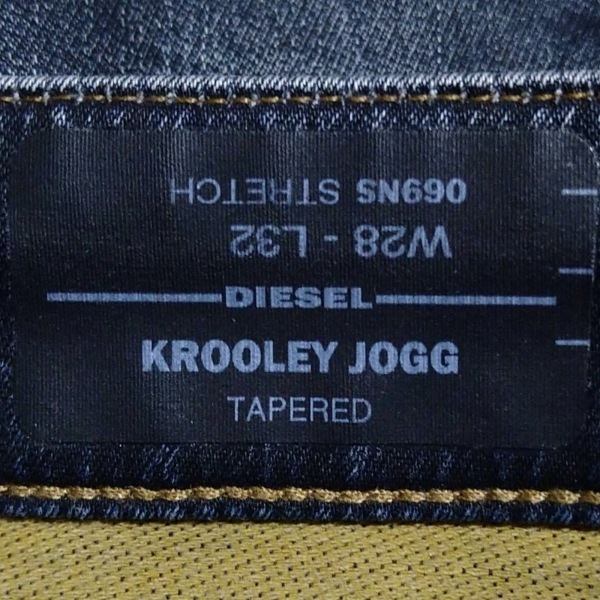 069NS STRETCH
W28 - L32
DIESEL
KROOLEY JOGG
TAPERED